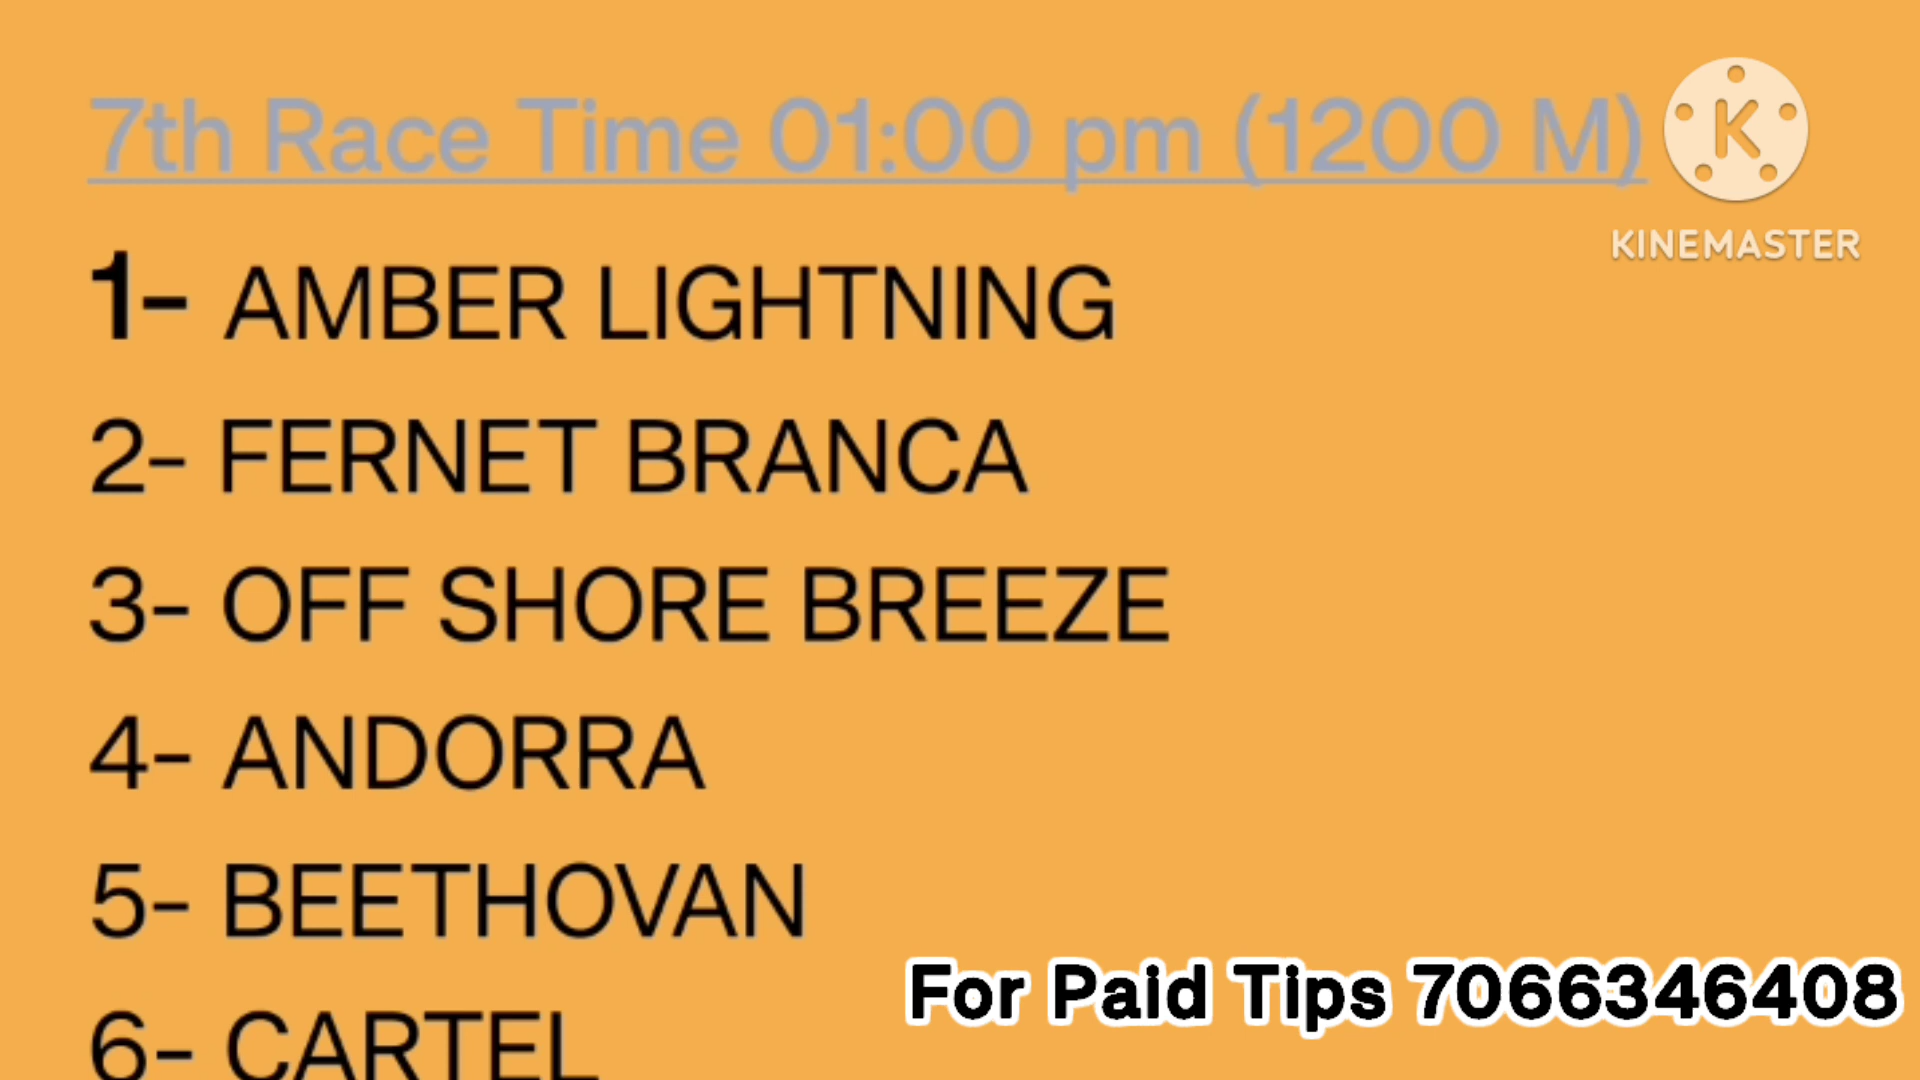 7th Race Time 01:00 pm (1200 M)
K
KINEMASTER
1- AMBER LIGHTNING
2- FERNET BRANCA
3- OFF SHORE BREEZE
4- ANDORRA
5- BEETHOVAN
For Paid Tips 7066346408
6- CARTEL